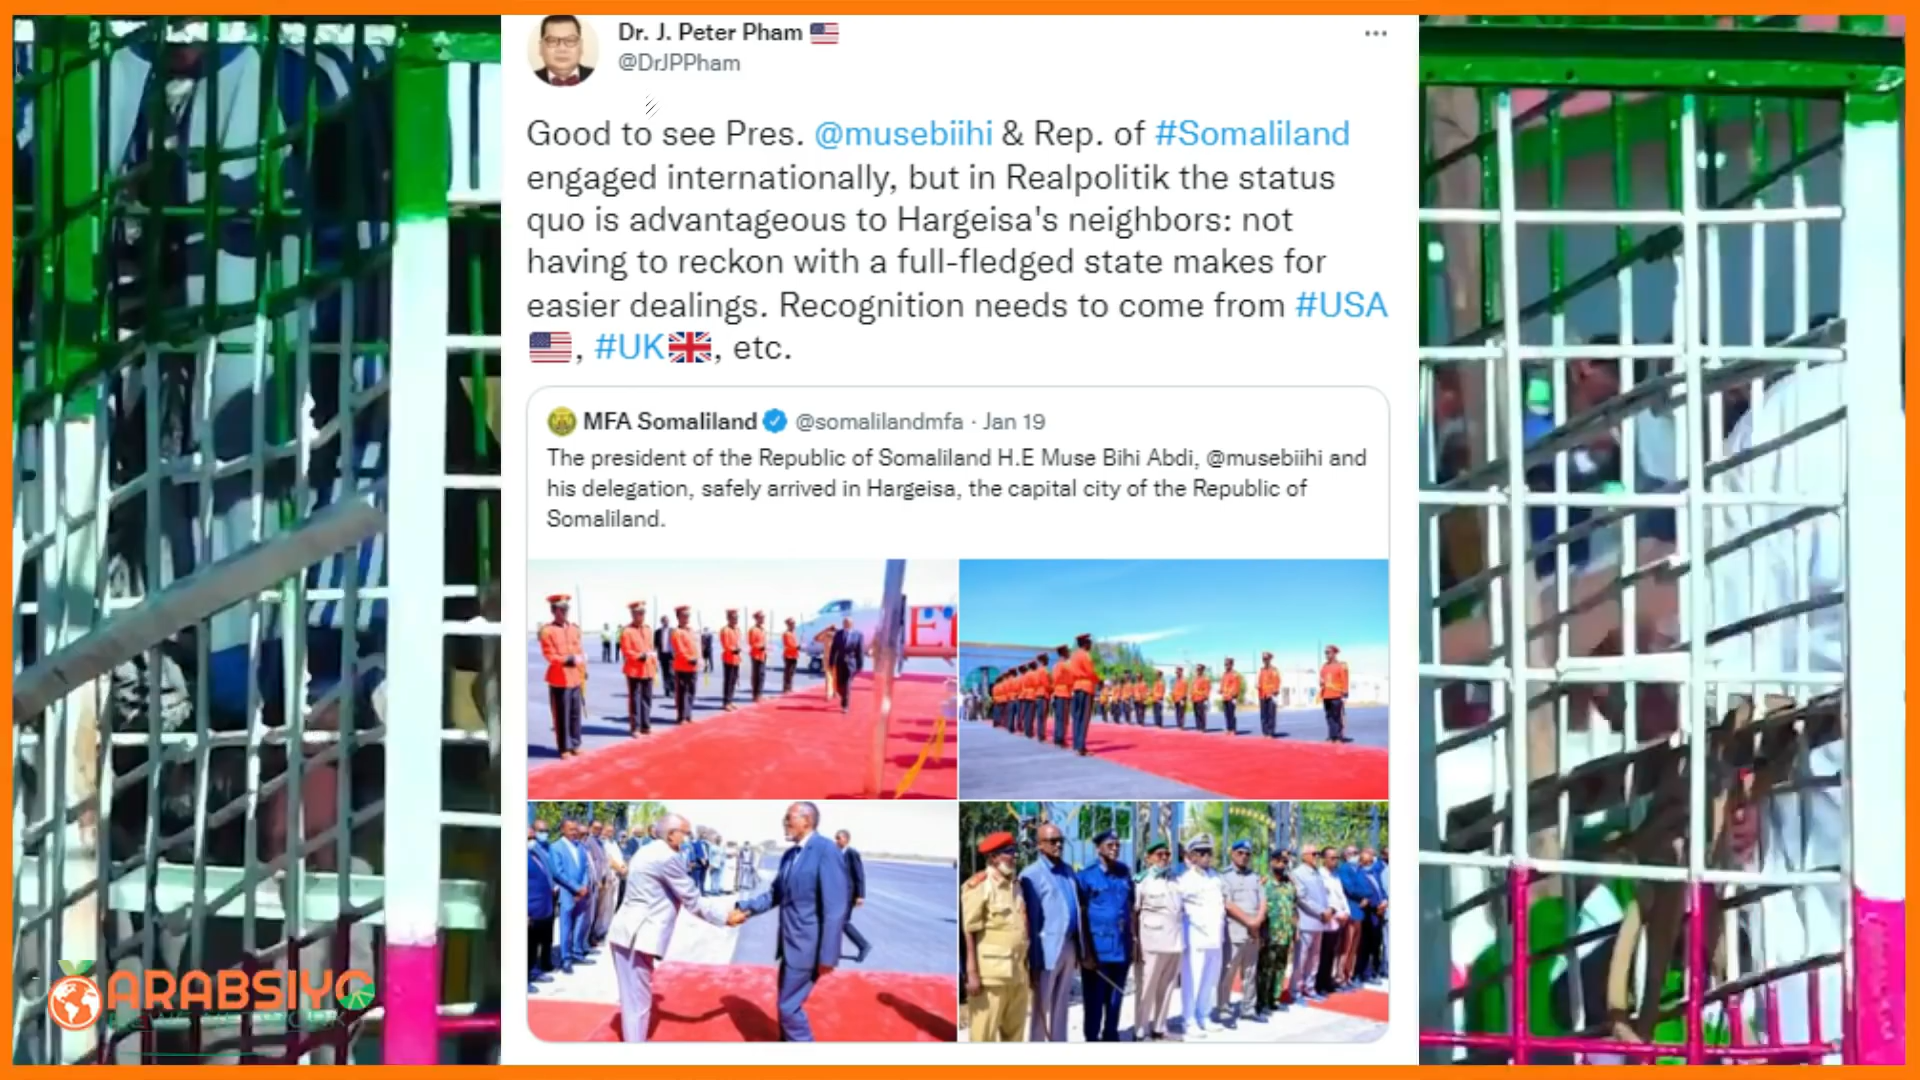 Dr. J. Peter Pham
@DrJPPham
Good to see Pres. @musebiihi & Rep. of #Somaliland
engaged internationally, but in Realpolitik the status
quo is advantageous to Hargeisa's neighbors: not
having to reckon with a full-fledged state makes for
easier dealings. Recognition needs to come from #USA
, #UK, etc.
MFA Somaliland @somalilandmfa · Jan 19
The president of the Republic of Somaliland H.E Muse Bihi Abdi, @musebiihi and
his delegation, safely arrived in Hargeisa, the capital city of the Republic of
Somaliland.
ARABSIYO
NEWS NETWORK